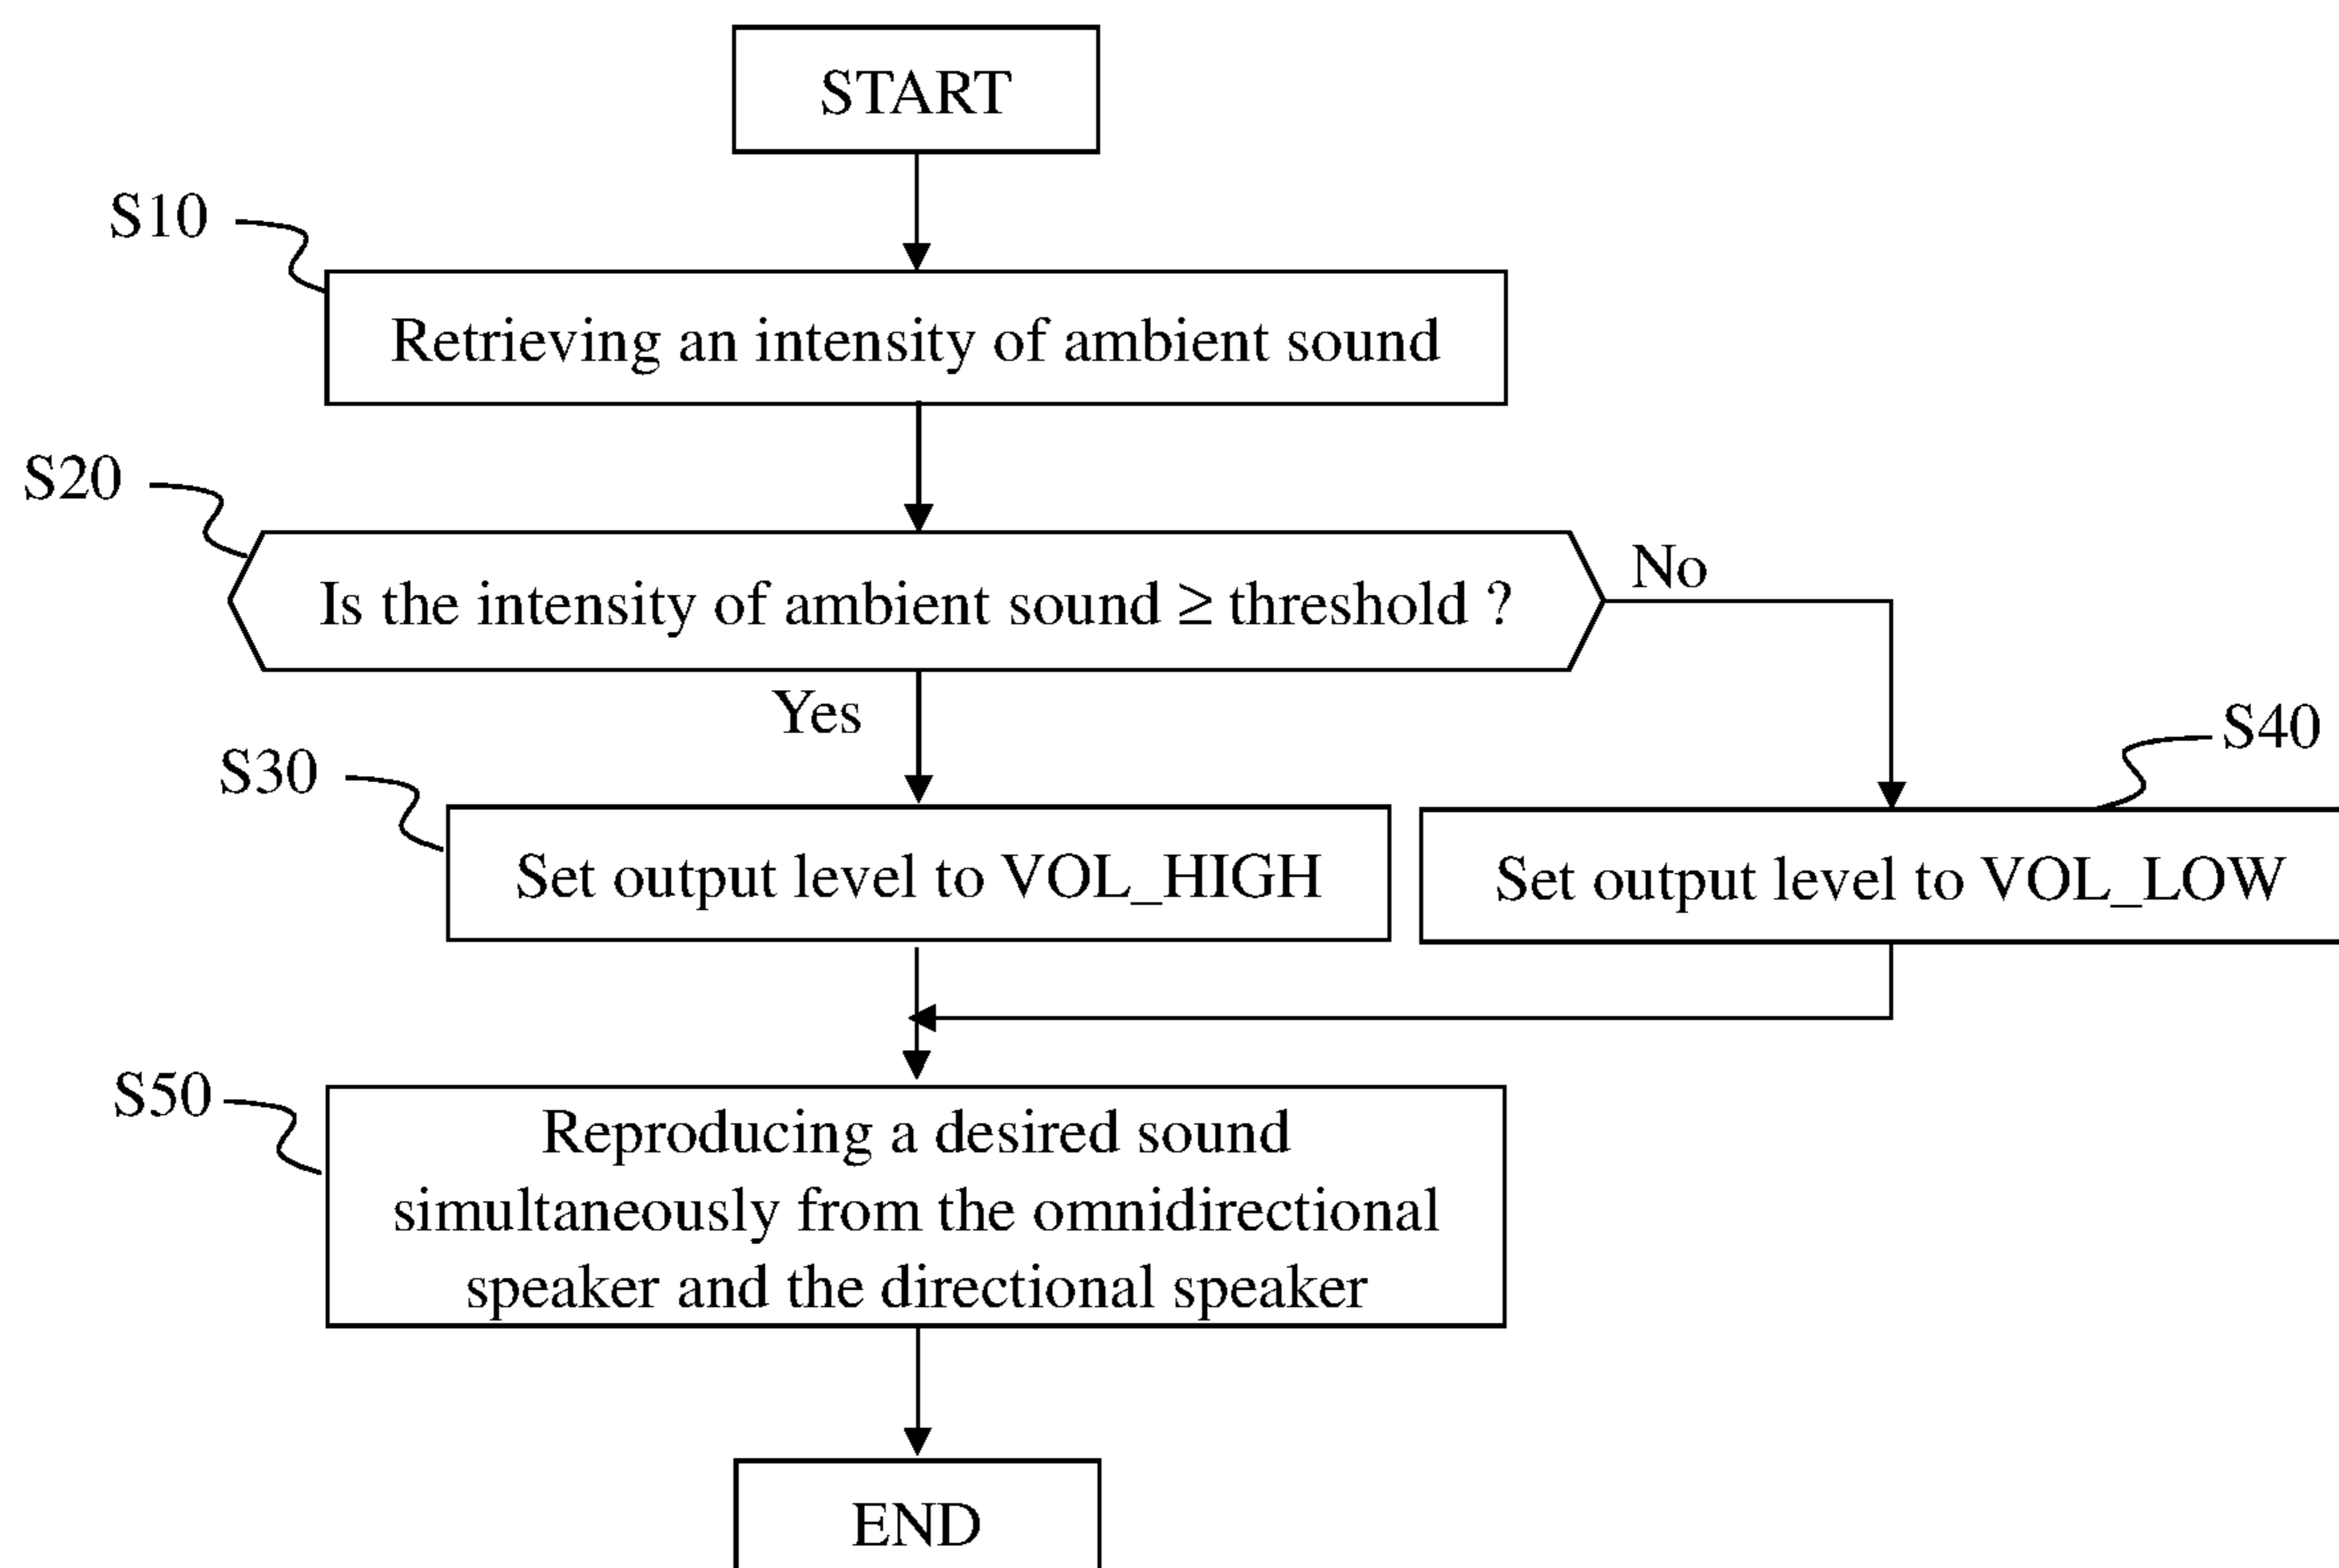 START
S10
Retrieving an intensity of ambient sound
S20
Is the intensity of ambient sound ≥ threshold ?
No
Yes
S30
S40
Set output level to VOL_HIGH
Set output level to VOL_LOW
S50
Reproducing a desired sound
simultaneously from the omnidirectional
speaker and the directional speaker
END